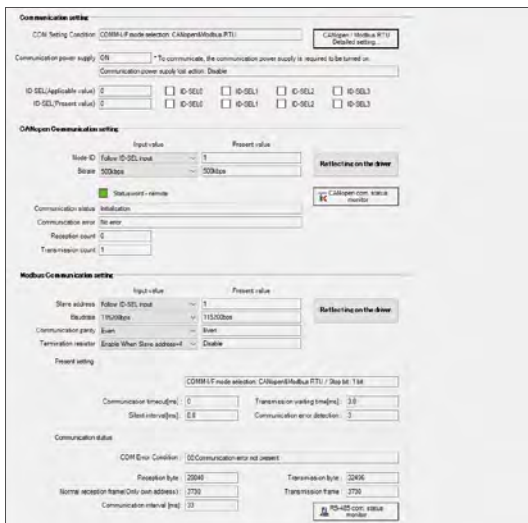 Communication setting
COM Setting Condition COMM I/F mode selection: CANopen&Modbus RTU
CANopen / Modbus RTU
Detailed setting...
Communication power supply ON * To communicate, the communication power supply is required to be turned on.
Communication power supply lost action: Disable
ID-SEL(Applicable value) 0 ID-SEL0 ID-SEL1 ID-SEL2 ID-SEL3
ID-SEL(Present value) 0 ID-SEL0 ID-SEL1 ID-SEL2 ID-SEL3
CANopen Communication setting
Input value Present value
Node ID Follow ID-SEL input 1
Bitrate 500kbps 500kbps
Reflecting on the driver
Statusword - remote
CANopen com. status
monitor
Communication status Initialization
Communication error No error
Reception count 0
Transmission count 1
Modbus Communication setting
Input value Present value
Slave address Follow ID-SEL input 1
Baudrate 115200bps 115200bps
Reflecting on the driver
Communication parity Even Even
Termination resistor Enable When Slave address= Disable
Present setting
COMM I/F mode selection: CANopen&Modbus RTU / Stop bit: 1 bit
Communication timeout[ms] : 0 Transmission waiting time[ms] : 3.0
Silent interval[ms] : 0.0 Communication error detection : 3
Communication status
COM Error Condition : 00:Communication error not present
Reception byte : 20040 Transmission byte : 32406
Normal reception frame(Only own address) : 3730 Transmission frame : 3730
Communication interval [ms] : 33
RS-485 com. status
monitor